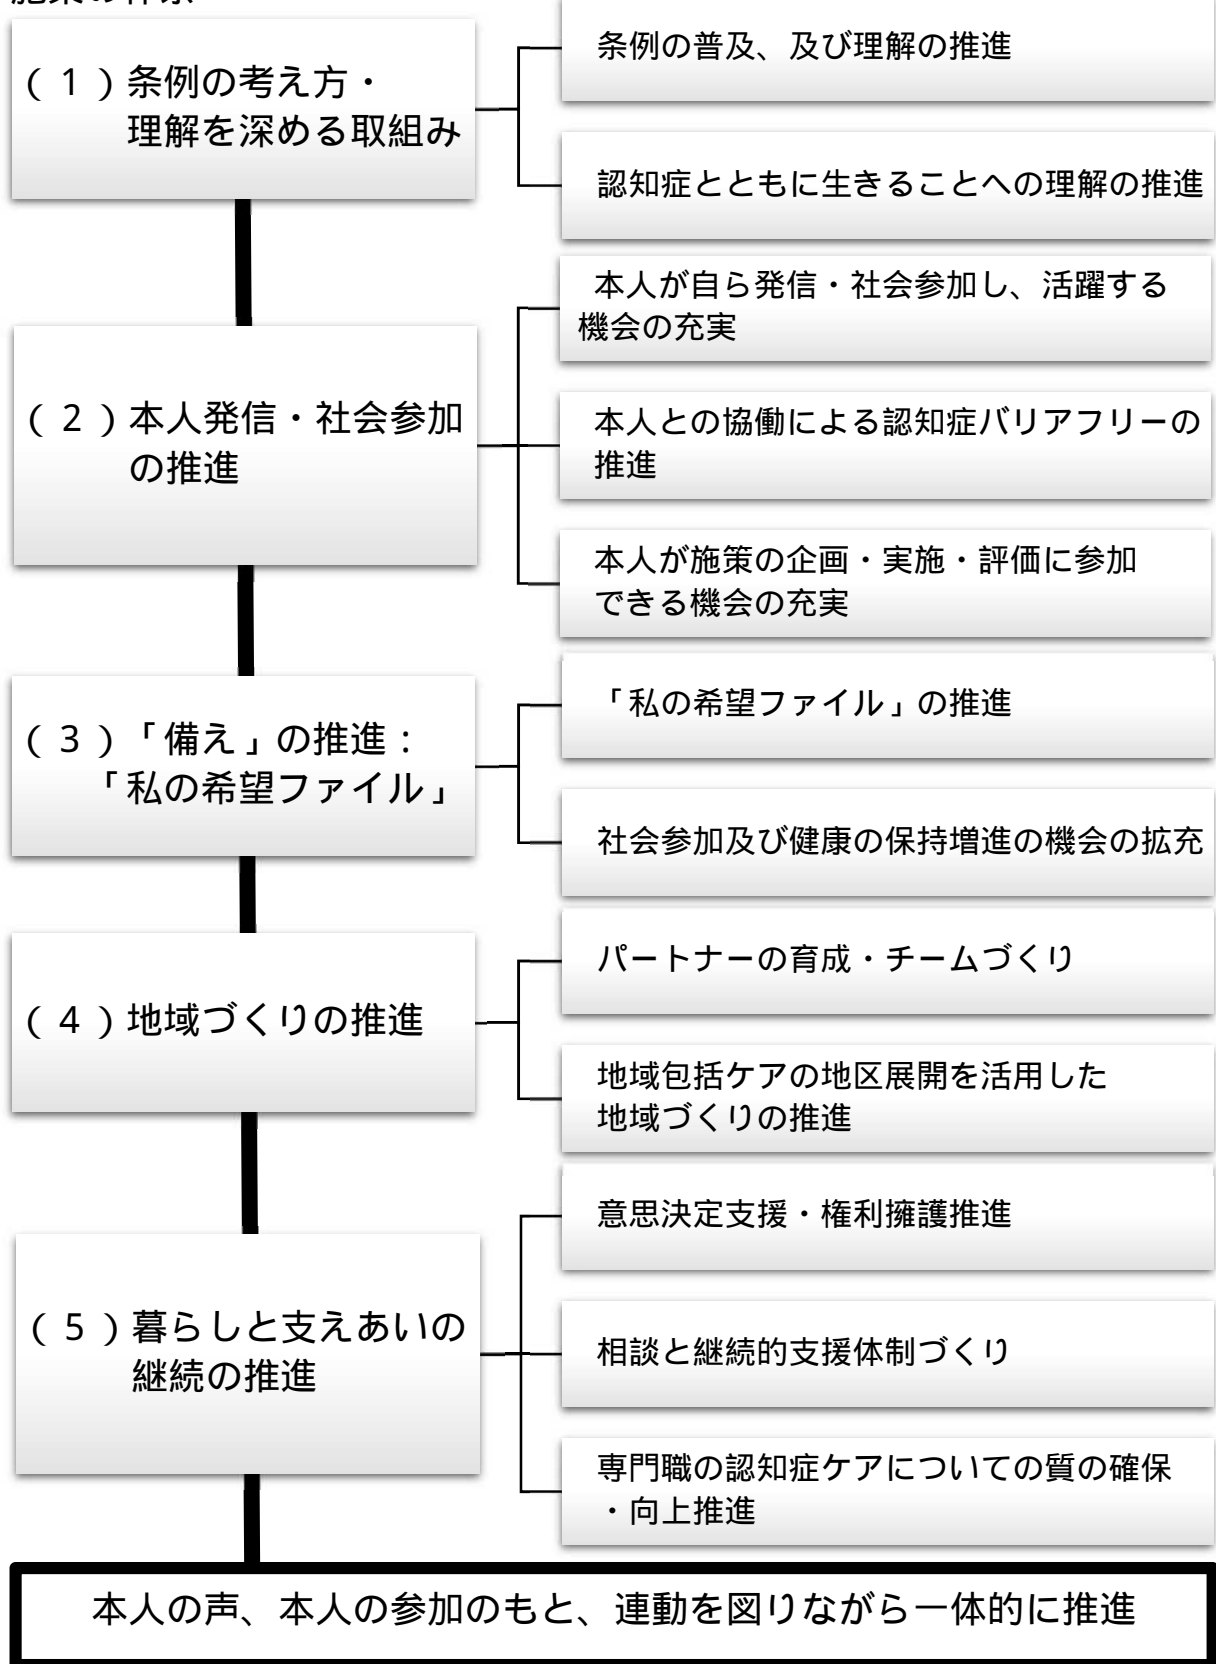 施策の体系
(1)条例の考え方・
理解を深める取組み
条例の普及、及び理解の推進
認知症とともに生きることへの理解の推進
(2)本人発信・社会参加
の推進
本人が自ら発信・社会参加し、活躍する
機会の充実
本人との協働による認知症バリアフリーの
推進
本人が施策の企画・実施・評価に参加
できる機会の充実
(3)「備え」の推進:
「私の希望ファイル」
「私の希望ファイル」の推進
社会参加及び健康の保持増進の機会の拡充
(4)地域づくりの推進
パートナーの育成・チームづくり
地域包括ケアの地区展開を活用した
地域づくりの推進
(5)暮らしと支えあいの
継続の推進
意思決定支援・権利擁護推進
相談と継続的支援体制づくり
専門職の認知症ケアについての質の確保
・向上推進
本人の声、本人の参加のもと、連動を図りながら一体的に推進